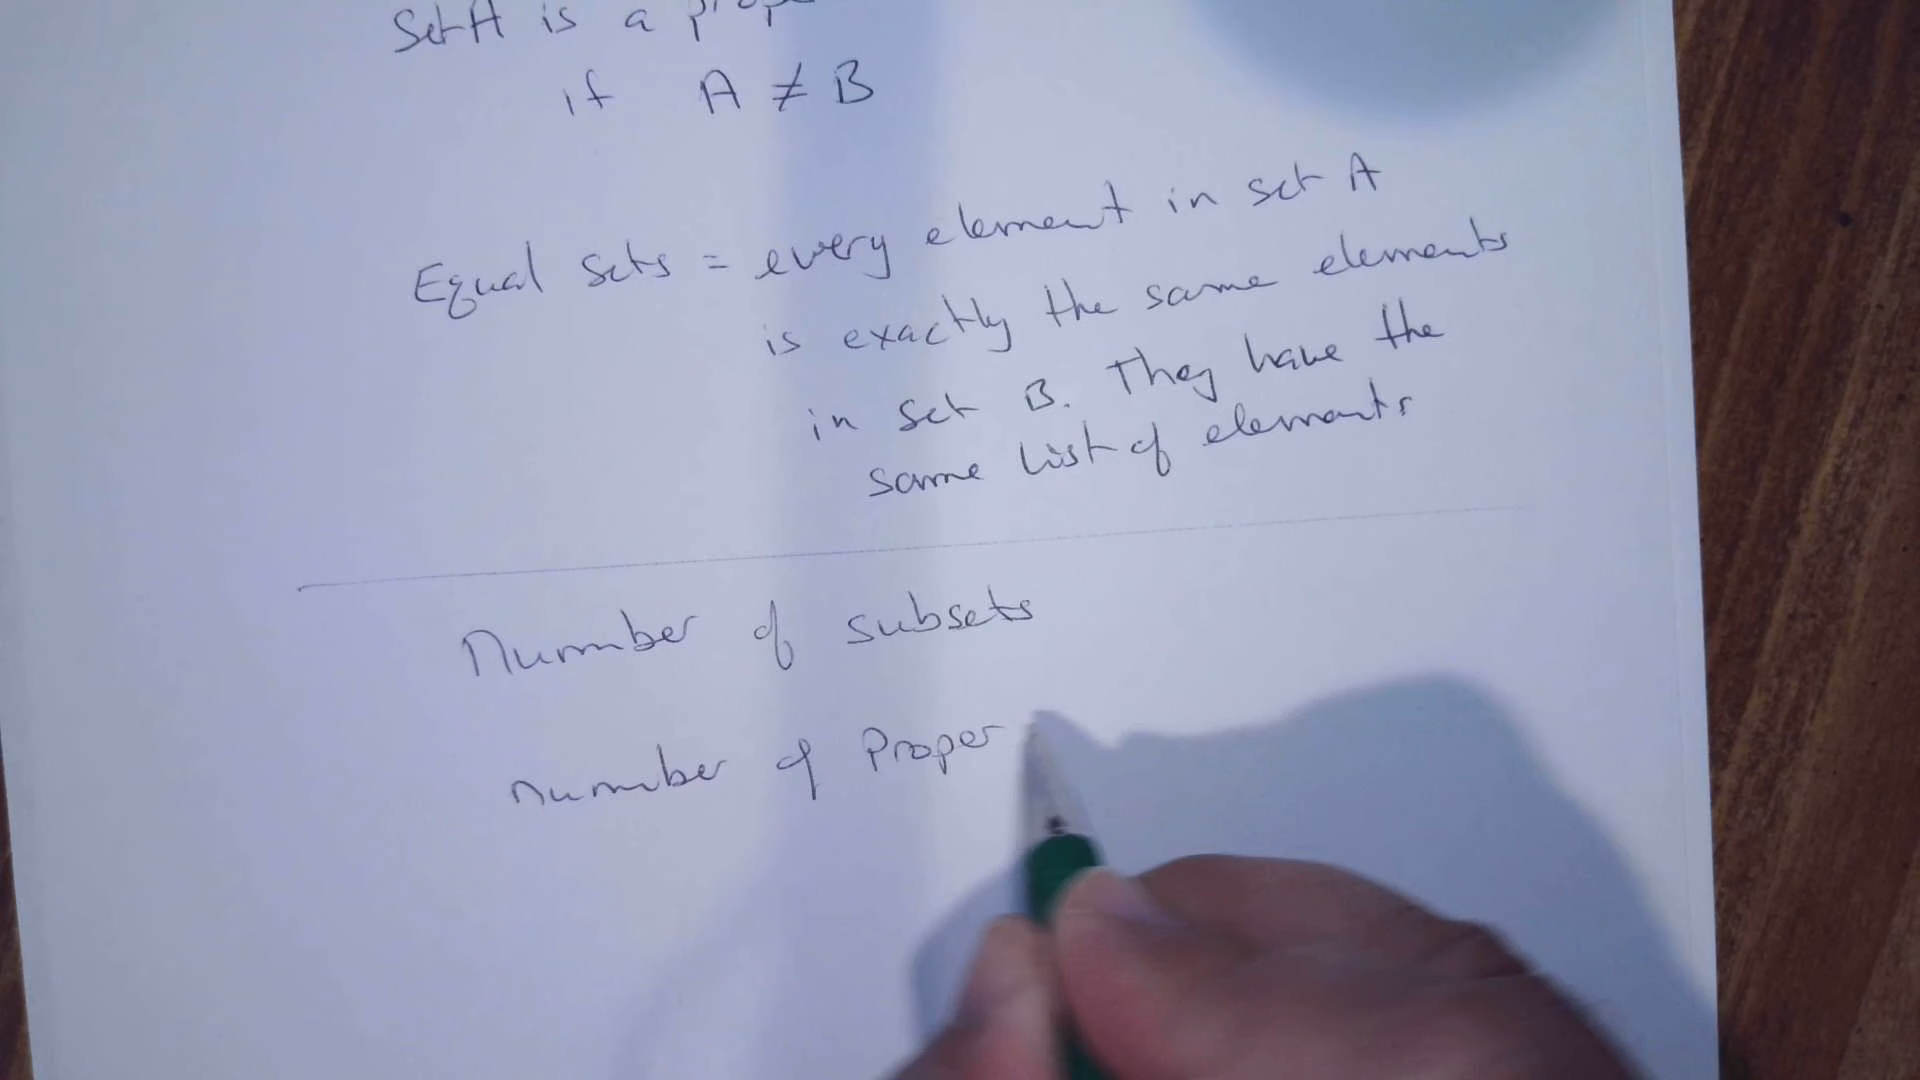 Set A is a
if A ≠ B
Equal sets = every element in set A
is exactly the same elements
in set B. They have the
same list of elements
Number of subsets
number of Proper